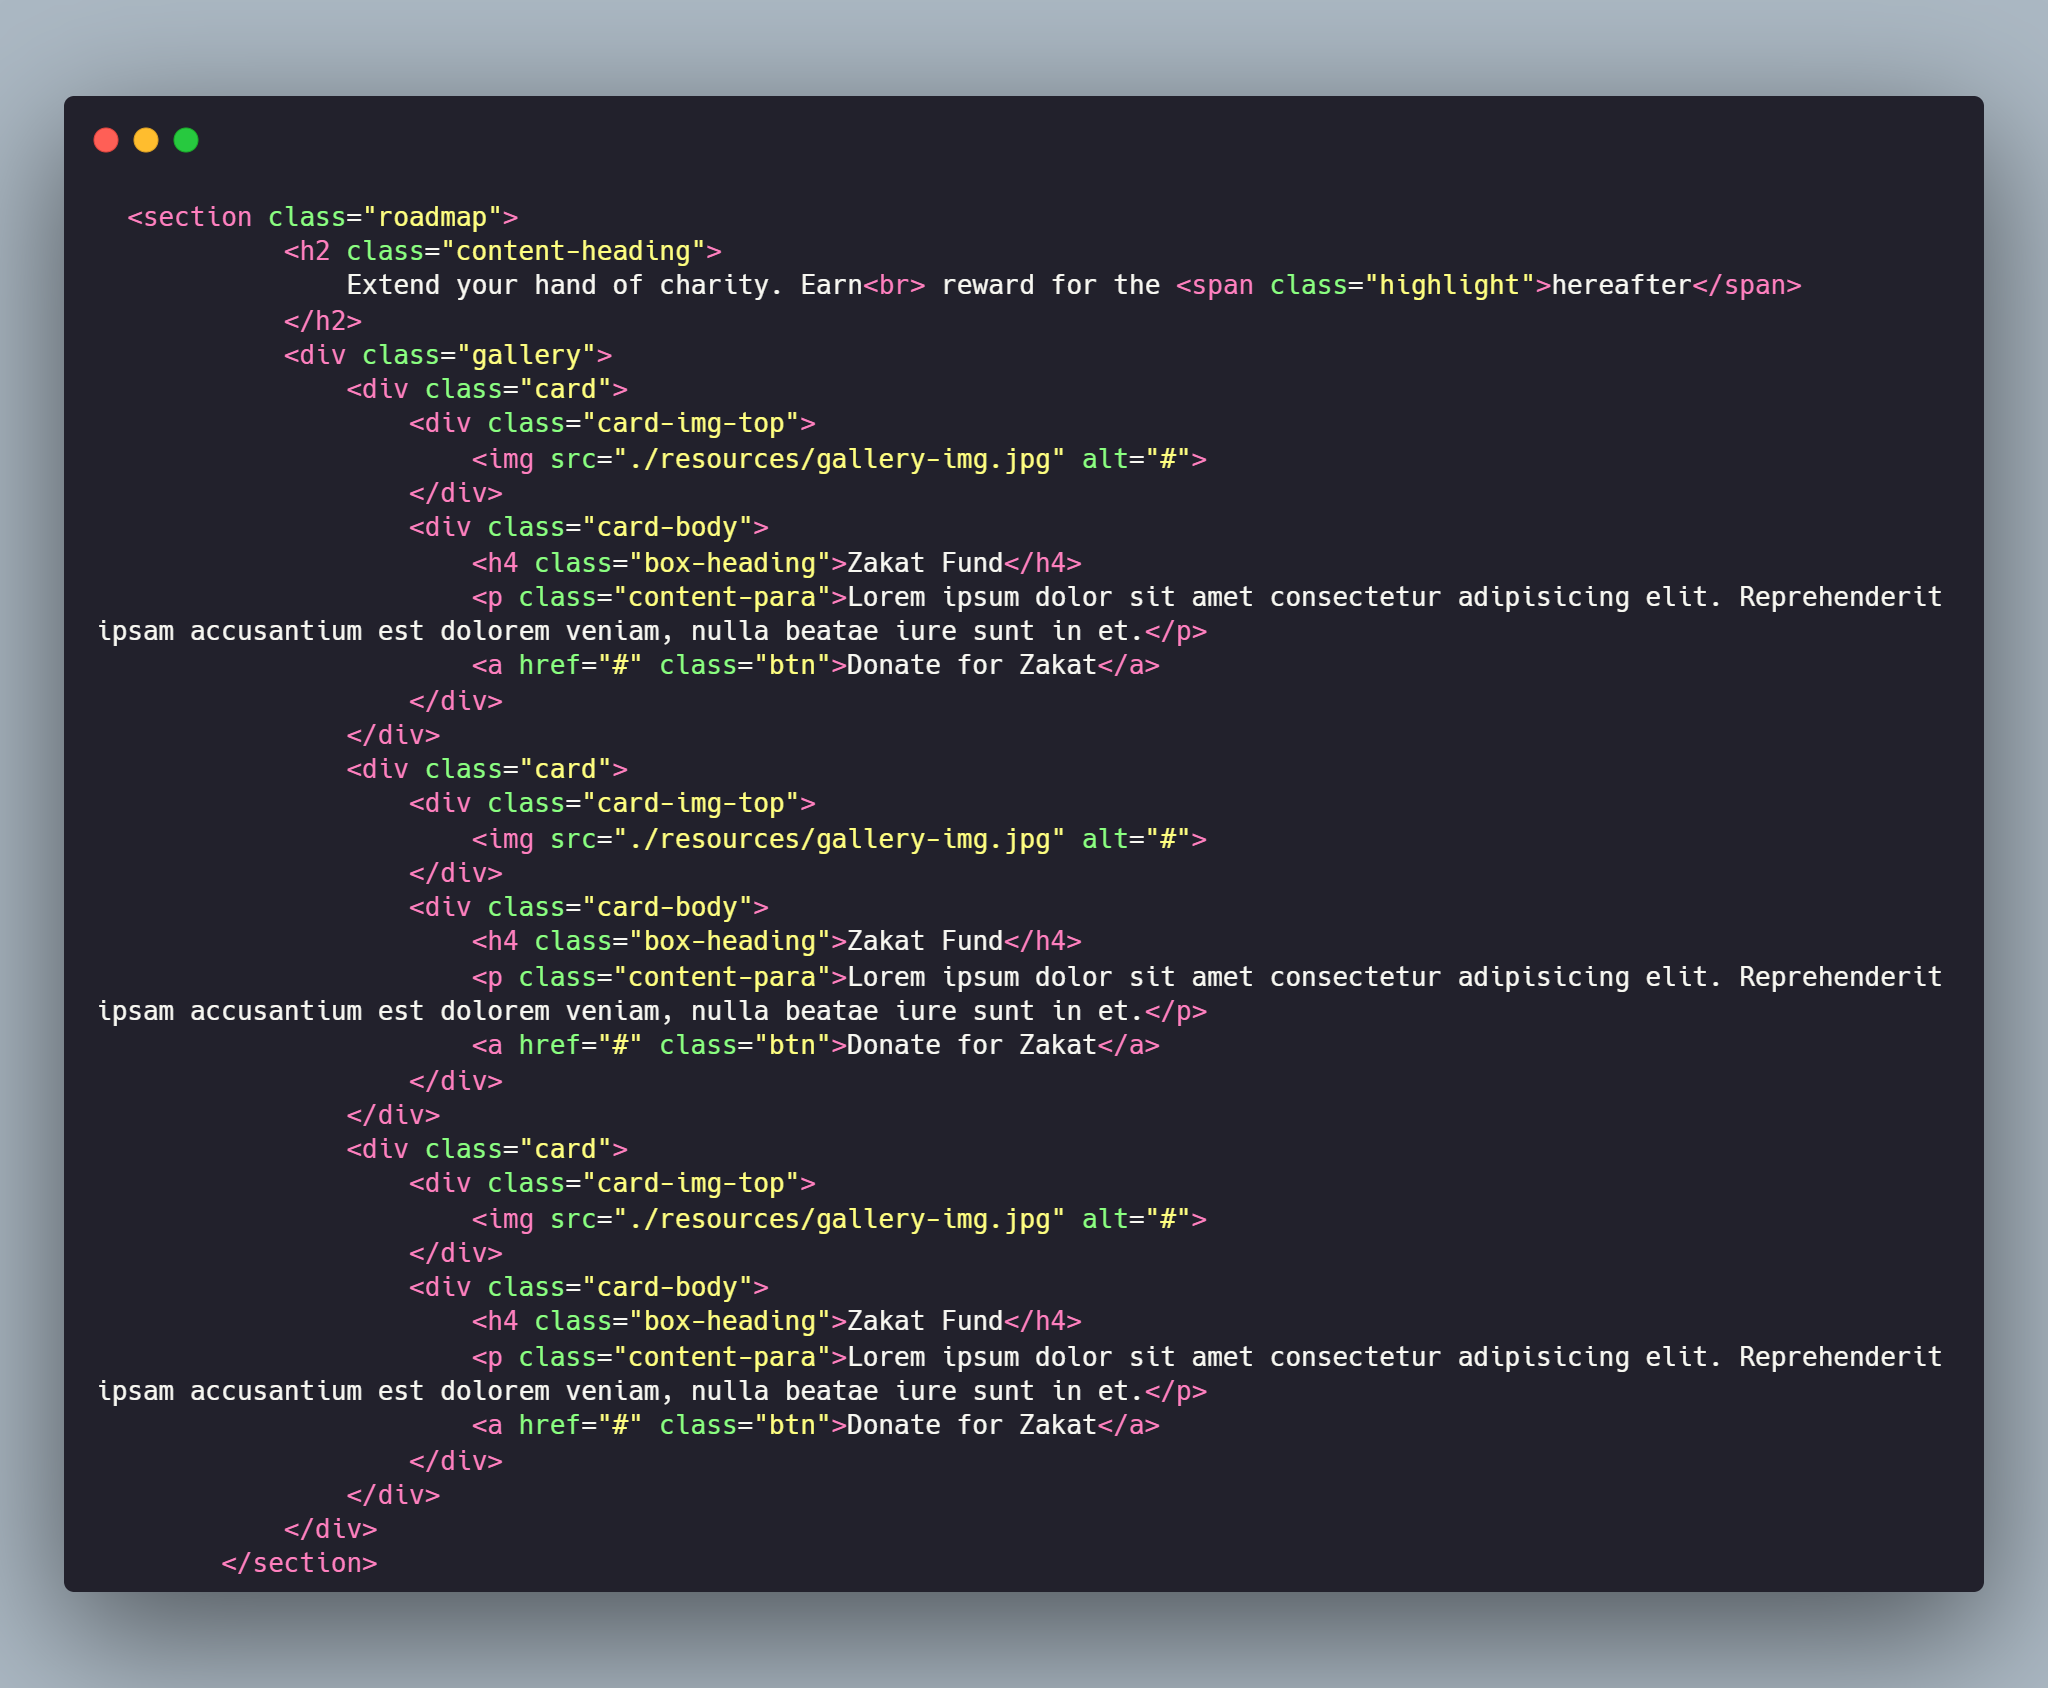 <section class="roadmap">
<h2 class="content-heading">
Extend your hand of charity. Earn<br> reward for the <span class="highlight">hereafter</span>
</h2>
<div class="gallery">
<div class="card">
<div class="card-img-top">
<img src="./resources/gallery-img.jpg" alt="#">
</div>
<div class="card-body">
<h4 class="box-heading">Zakat Fund</h4>
<p class="content-para">Lorem ipsum dolor sit amet consectetur adipisicing elit. Reprehenderit
ipsam accusantium est dolorem veniam, nulla beatae iure sunt in et.</p>
<a href="#" class="btn">Donate for Zakat</a>
</div>
</div>
<div class="card">
<div class="card-img-top">
<img src="./resources/gallery-img.jpg" alt="#">
</div>
<div class="card-body">
<h4 class="box-heading">Zakat Fund</h4>
<p class="content-para">Lorem ipsum dolor sit amet consectetur adipisicing elit. Reprehenderit
ipsam accusantium est dolorem veniam, nulla beatae iure sunt in et.</p>
<a href="#" class="btn">Donate for Zakat</a>
</div>
</div>
<div class="card">
<div class="card-img-top">
<img src="./resources/gallery-img.jpg" alt="#">
</div>
<div class="card-body">
<h4 class="box-heading">Zakat Fund</h4>
<p class="content-para">Lorem ipsum dolor sit amet consectetur adipisicing elit. Reprehenderit
ipsam accusantium est dolorem veniam, nulla beatae iure sunt in et.</p>
<a href="#" class="btn">Donate for Zakat</a>
</div>
</div>
</div>
</section>